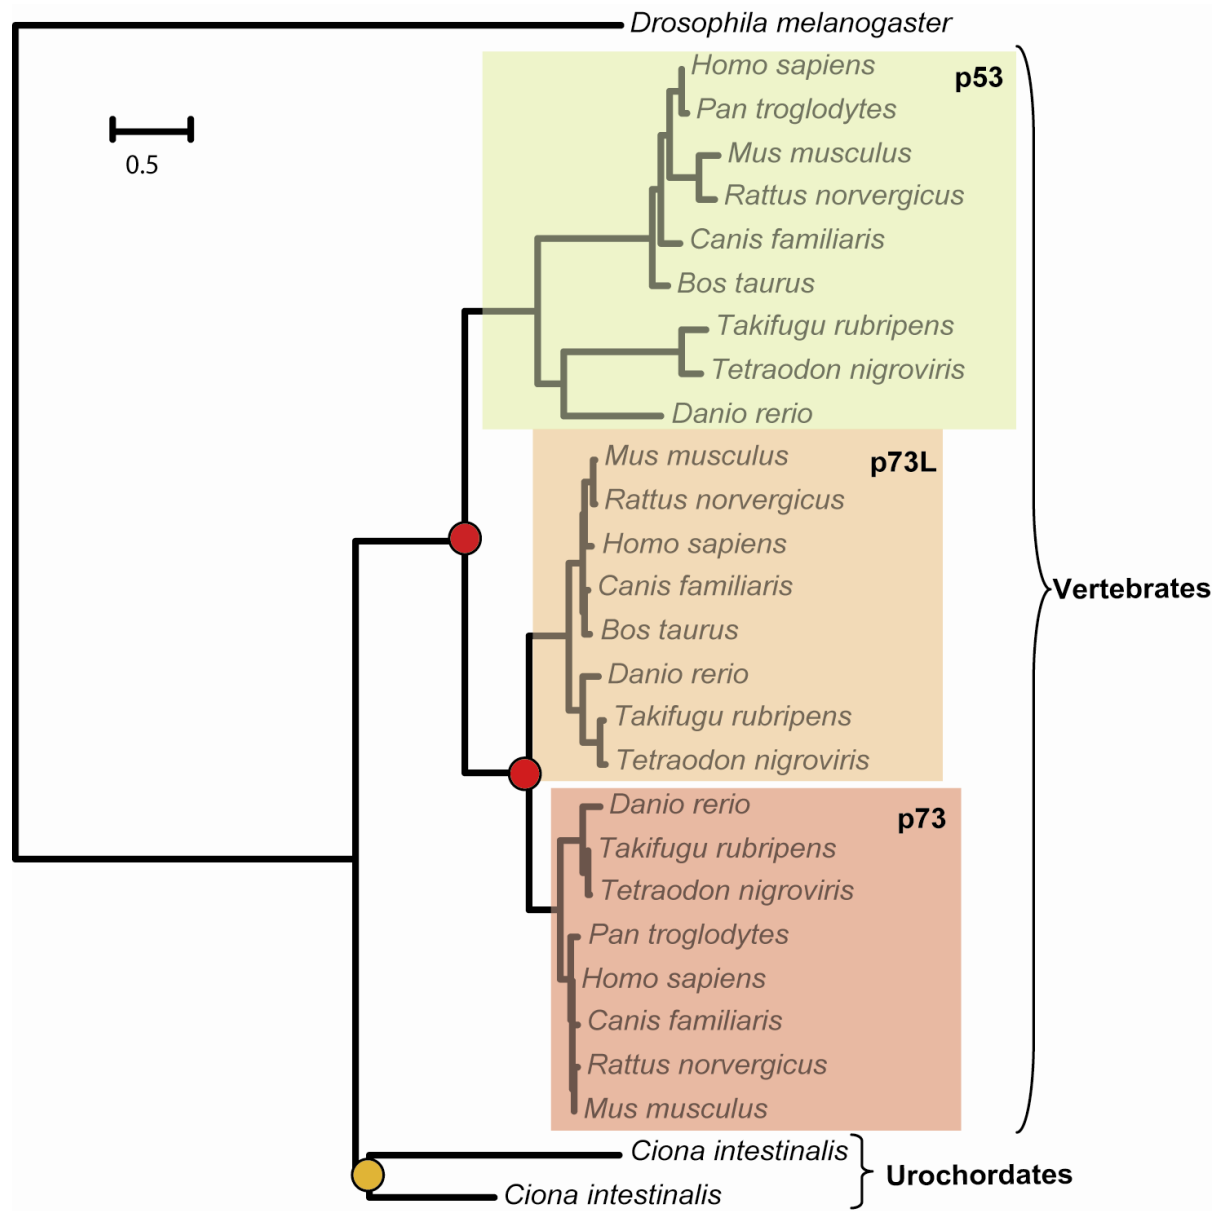 Drosophila melanogaster
Homo sapiens
p53
Pan troglodytes
0.5
Mus musculus
Rattus norvergicus
Canis familiaris
Bos taurus
Takifugu rubripens
Tetraodon nigroviris
Danio rerio
Mus musculus
p73L
Rattus norvergicus
Homo sapiens
Canis familiaris
Vertebrates
Bos taurus
Danio rerio
Takifugu rubripens
Tetraodon nigroviris
Danio rerio
p73
Takifugu rubripens
Tetraodon nigroviris
Pan troglodytes
Homo sapiens
Canis familiaris
Rattus norvergicus
Mus musculus
Ciona intestinalis
Urochordates
Ciona intestinalis